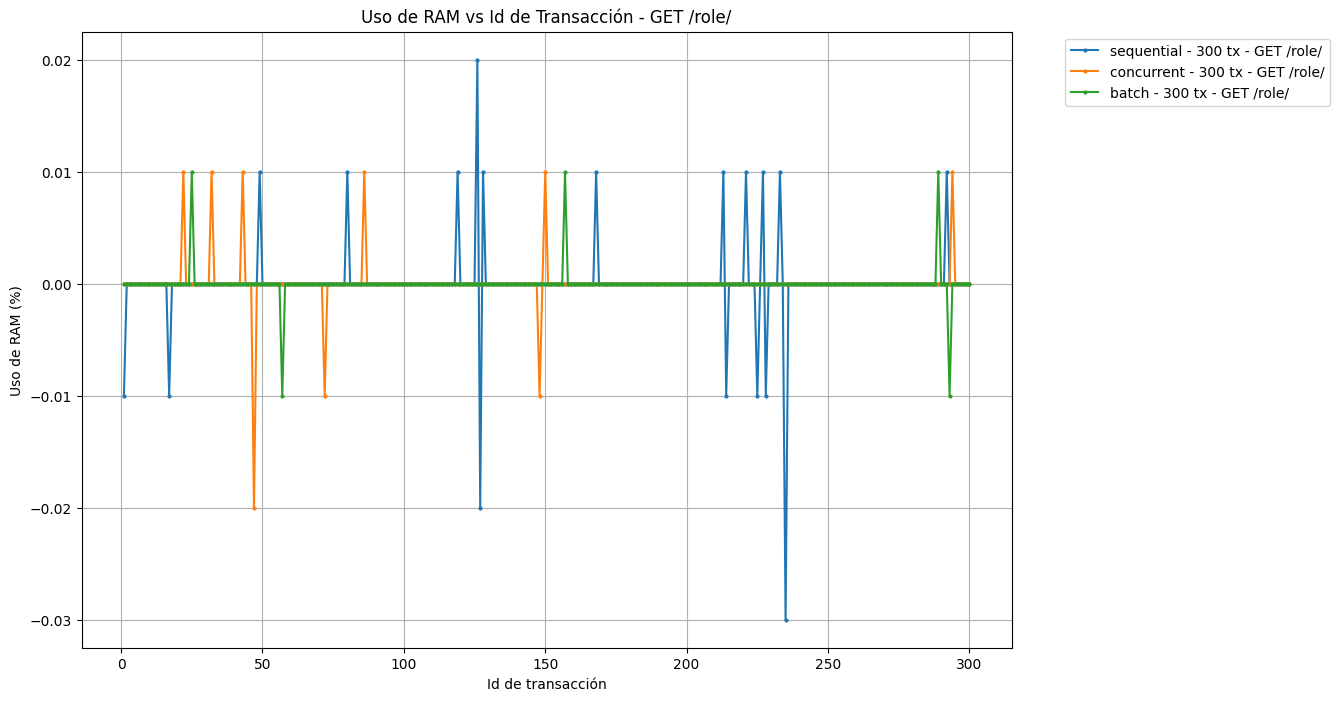 Uso de RAM vs Id de Transacción - GET /role/
sequential - 300 tx - GET /role/
concurrent - 300 tx - GET /role/
batch - 300 tx - GET /role/
Uso de RAM (%)
0.02
0.01
0.00
−0.01
−0.02
−0.03
0 50 100 150 200 250 300
Id de transacción